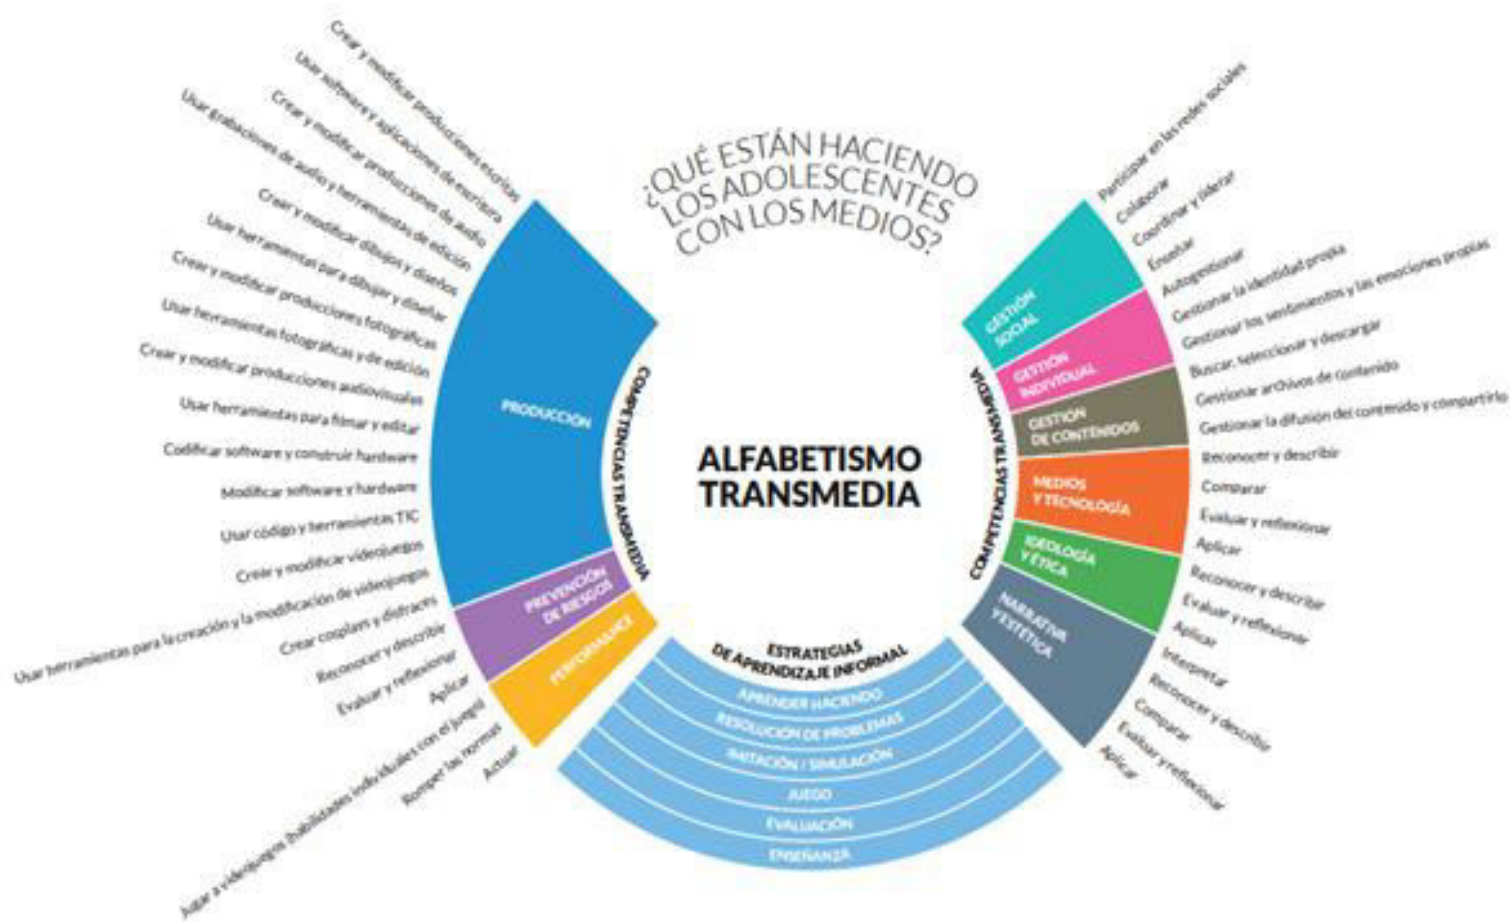 ¿QUÉ ESTÁN HACIENDO
LOS ADOLESCENTES
CON LOS MEDIOS?
ALFABETISMO
TRANSMEDIA
COMPETENCIAS TRANSMEDIA
PRODUCCIÓN
Crear y modificar producciones escritas
Usar software y aplicaciones de escritura
Crear y modificar producciones de audio
Usar grabaciones de audio y herramientas de edición
Crear y modificar dibujos y diseños
Usar herramientas para dibujar y diseñar
Crear y modificar producciones fotográficas
Usar herramientas fotográficas y de edición
Crear y modificar producciones audiovisuales
Usar herramientas para filmar y editar
Codificar software y construir hardware
Modificar software y hardware
Usar código y herramientas TIC
Crear y modificar videojuegos
Usar herramientas para la creación y la modificación de videojuegos
Crear cosplays y disfraces
PREVENCIÓN
DE RIESGOS
Reconocer y describir
Evaluar y reflexionar
Aplicar
PERFORMANCE
Jugar a videojuegos (habilidades individuales con el juego)
Romper las normas
Actuar
COMPETENCIAS TRANSMEDIA
GESTIÓN
SOCIAL
Participar en las redes sociales
Colaborar
Coordinar y liderar
Enseñar
GESTIÓN
INDIVIDUAL
Autogestionar
Gestionar la identidad propia
Gestionar los sentimientos y las emociones propias
GESTIÓN
DE CONTENIDOS
Buscar, seleccionar y descargar
Gestionar archivos de contenido
Gestionar la difusión del contenido y compartirlo
MEDIOS
Y TECNOLOGÍA
Reconocer y describir
Comparar
Evaluar y reflexionar
Aplicar
IDEOLOGÍA
Y ÉTICA
Reconocer y describir
Evaluar y reflexionar
Aplicar
NARRATIVA
Y ESTÉTICA
Interpretar
Reconocer y describir
Comparar
Evaluar y reflexionar
Aplicar
ESTRATEGIAS
DE APRENDIZAJE INFORMAL
APRENDER HACIENDO
RESOLUCIÓN DE PROBLEMAS
IMITACIÓN / SIMULACIÓN
JUEGO
EVALUACIÓN
ENSEÑANZA